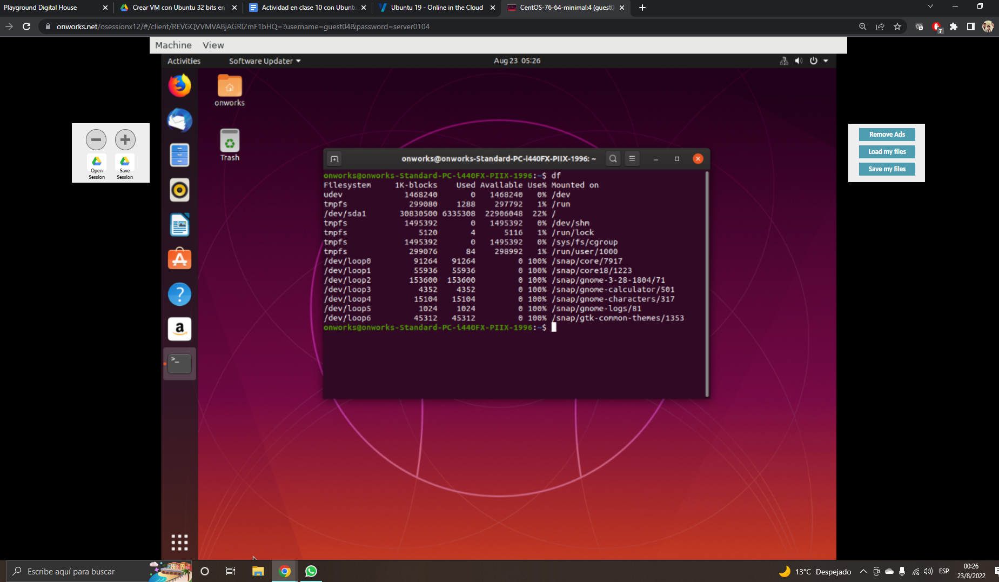 Playground Digital House
Crear VM con Ubuntu 32 bits en
Actividad en clase 10 con Ubuntu
Ubuntu 19 - Online in the Cloud
CentOS-76-64-minimal:4 (guest0
onworks.net/osessionx12/#/client/REVGQVVMVABjAGRlZmF1bHQ=?username=guest04&password=server0104
7
Machine View
Activities Software Updater Aug 23 05:26
onworks
Trash
Open Session
Save Session
Remove Ads
Load my files
Save my files
onworks@onworks-Standard-PC-i440FX-PIIX-1996: ~
onworks@onworks-Standard-PC-i440FX-PIIX-1996:~$ df
Filesystem 1K-blocks Used Available Use% Mounted on
udev 1468240 0 1468240 0% /dev
tmpfs 299080 1288 297792 1% /run
/dev/sda1 30830500 6335308 22906048 22% /
tmpfs 1495392 0 1495392 0% /dev/shm
tmpfs 5120 4 5116 1% /run/lock
tmpfs 1495392 0 1495392 0% /sys/fs/cgroup
tmpfs 299076 84 298992 1% /run/user/1000
/dev/loop0 91264 91264 0 100% /snap/core/7917
/dev/loop1 55936 55936 0 100% /snap/core18/1223
/dev/loop2 153600 153600 0 100% /snap/gnome-3-28-1804/71
/dev/loop3 4352 4352 0 100% /snap/gnome-calculator/501
/dev/loop4 15104 15104 0 100% /snap/gnome-characters/317
/dev/loop5 1024 1024 0 100% /snap/gnome-logs/81
/dev/loop6 45312 45312 0 100% /snap/gtk-common-themes/1353
onworks@onworks-Standard-PC-i440FX-PIIX-1996:~$
Escribe aquí para buscar
13°C Despejado
ESP
00:26
23/8/2022